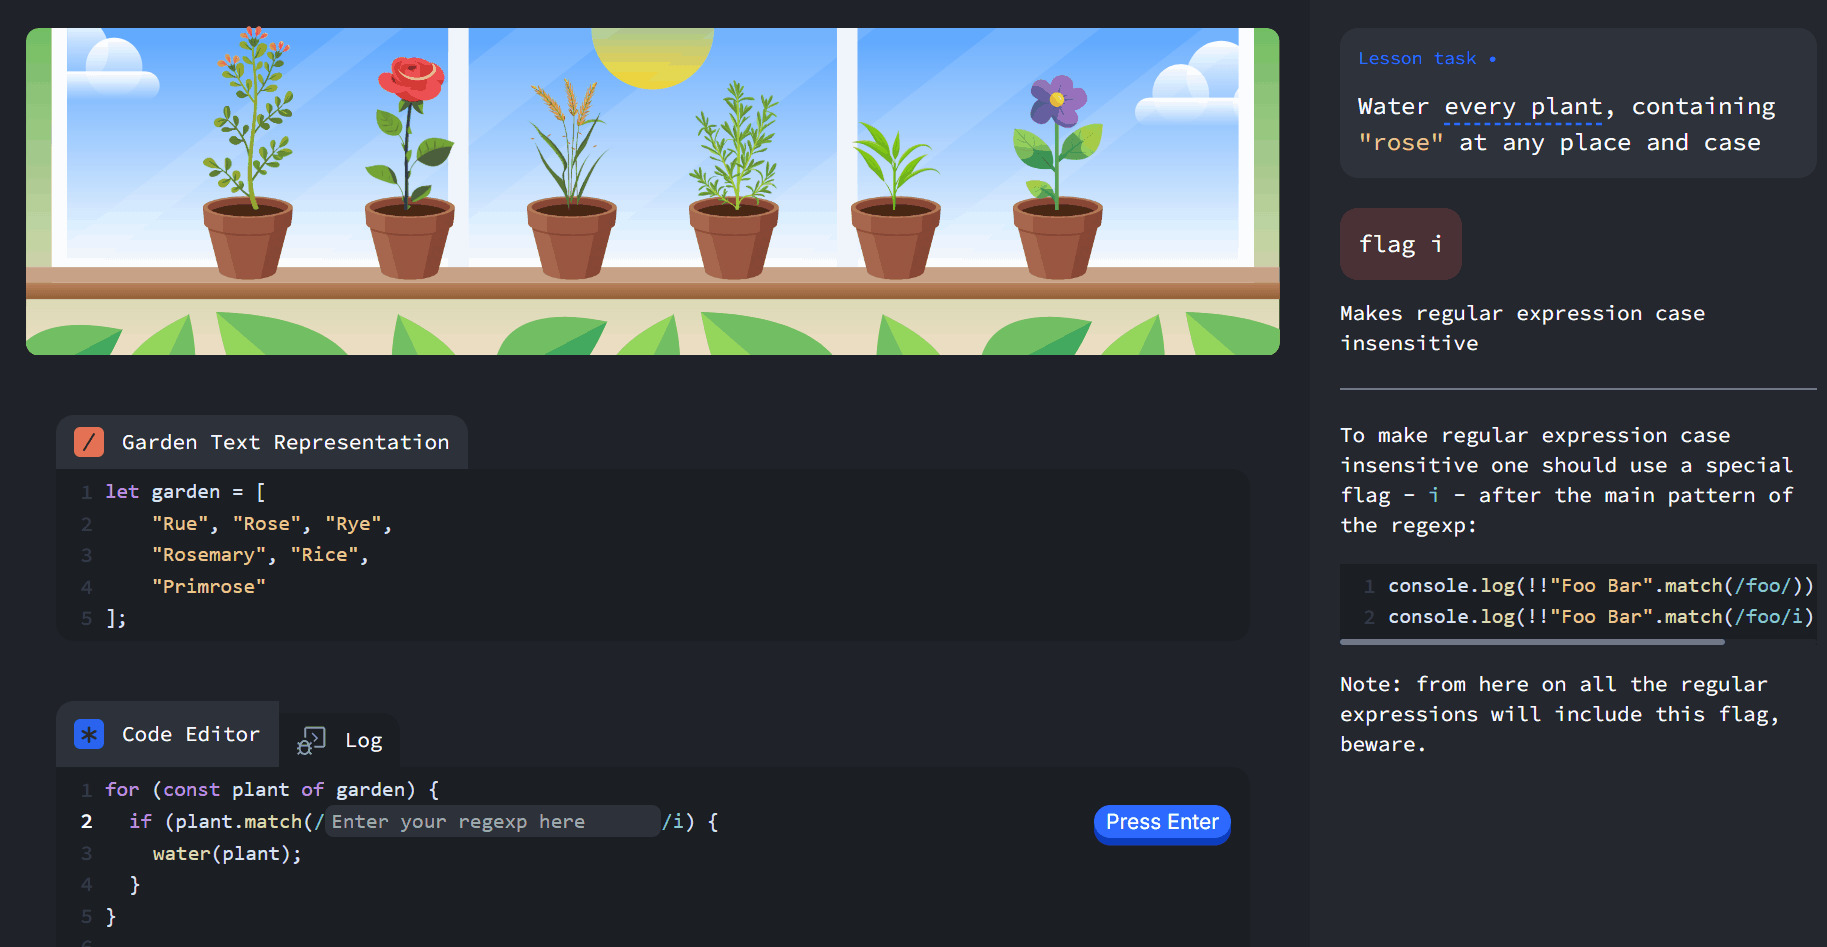 Lesson task •
Water every plant, containing
"rose" at any place and case
flag i
Makes regular expression case
insensitive
To make regular expression case
insensitive one should use a special
flag - i - after the main pattern of
the regexp:
1 console.log(!!"Foo Bar".match(/foo/))
2 console.log(!!"Foo Bar".match(/foo/i)
Note: from here on all the regular
expressions will include this flag,
beware.
/ Garden Text Representation
1 let garden = [
2 "Rue", "Rose", "Rye",
3 "Rosemary", "Rice",
4 "Primrose"
5 ];
* Code Editor
Log
1 for (const plant of garden) {
2 if (plant.match(/Enter your regexp here/i) {
Press Enter
3 water(plant);
4 }
5 }
6